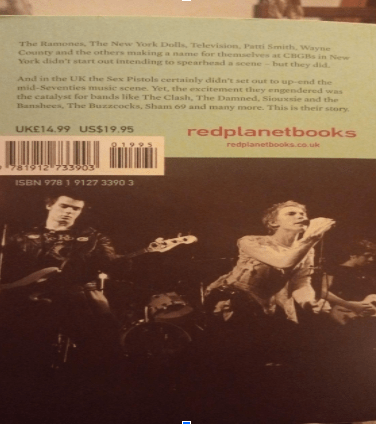 The Ramones, The New York Dolls, Television, Patti Smith, Wayne
County and the others making a name for themselves at CBGBs in New
York didn't start out intending to spearhead a scene – but they did.
And in the UK the Sex Pistols certainly didn't set out to up-end the
mid-Seventies music scene. Yet, the excitement they engendered was
the catalyst for bands like The Clash, The Damned, Siouxsie and the
Banshees, The Buzzcocks, Sham 69 and many more. This is their story.
UK£14.99 US$19.95
redplanetbooks
redplanetbooks.co.uk
01995
9 781912 733903
ISBN 978 1 9127 3390 3